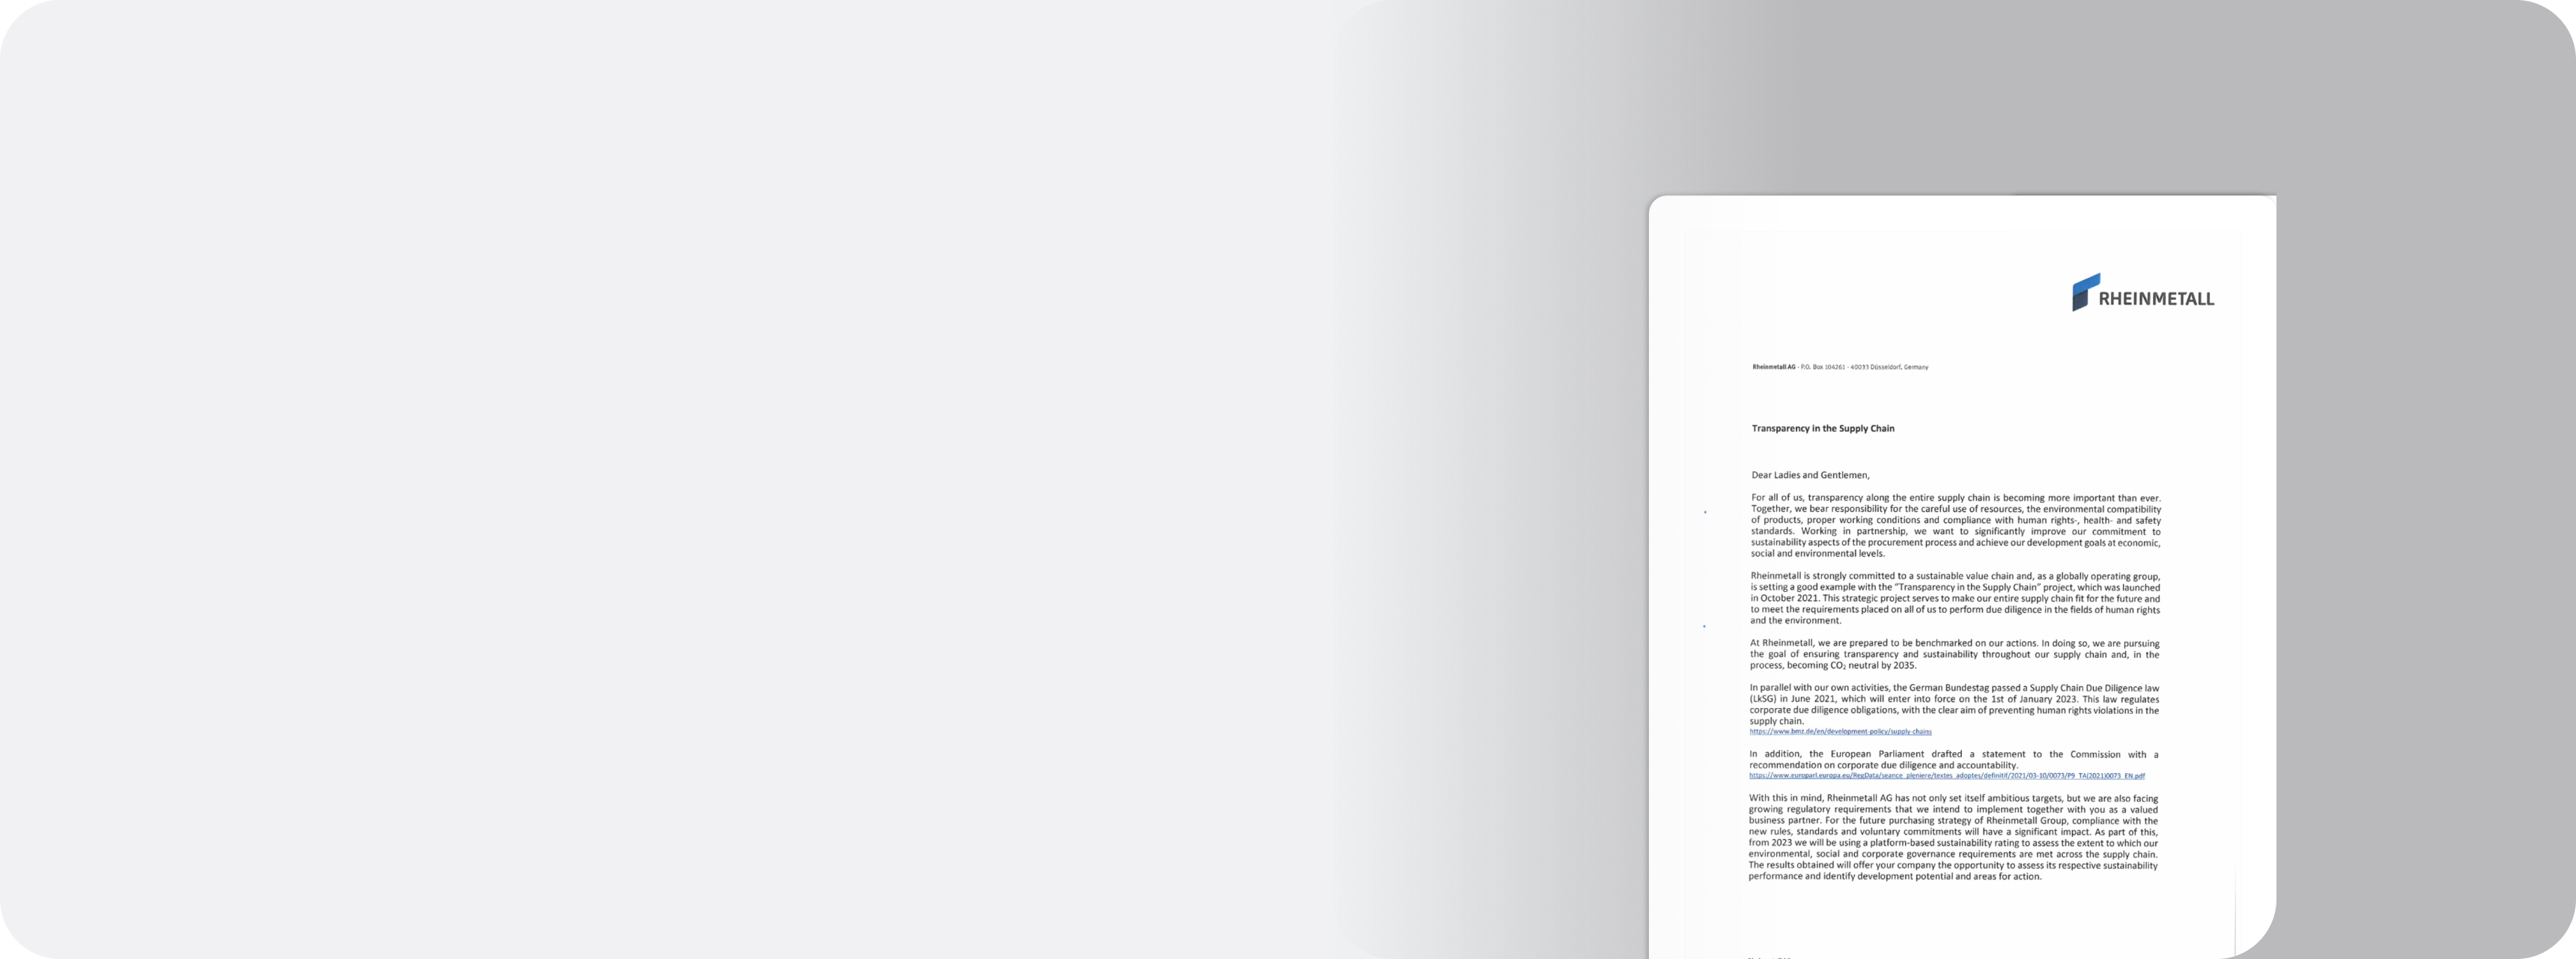 RHEINMETALL
Rheinmetall AG - P.O. Box 104261 - 40033 Düsseldorf, Germany
Transparency in the Supply Chain
Dear Ladies and Gentlemen,
For all of us, transparency along the entire supply chain is becoming more important than ever.
Together, we bear responsibility for the careful use of resources, the environmental compatibility
of products, proper working conditions and compliance with human rights-, health- and safety
standards. Working in partnership, we want to significantly improve our commitment to
sustainability aspects of the procurement process and achieve our development goals at economic,
social and environmental levels.
Rheinmetall is strongly committed to a sustainable value chain and, as a globally operating group,
is setting a good example with the "Transparency in the Supply Chain" project, which was launched
in October 2021. This strategic project serves to make our entire supply chain fit for the future and
to meet the requirements placed on all of us to perform due diligence in the fields of human rights
and the environment.
At Rheinmetall, we are prepared to be benchmarked on our actions. In doing so, we are pursuing
the goal of ensuring transparency and sustainability throughout our supply chain and, in the
process, becoming CO₂ neutral by 2035.
In parallel with our own activities, the German Bundestag passed a Supply Chain Due Diligence law
(LkSG) in June 2021, which will enter into force on the 1st of January 2023. This law regulates
corporate due diligence obligations, with the clear aim of preventing human rights violations in the
supply chain.
https://www.bmz.de/en/development-policy/supply-chains
In addition, the European Parliament drafted a statement to the Commission with a
recommendation on corporate due diligence and accountability.
https://www.europarl.europa.eu/RegData/seance_pleniere/textes_adoptes/definitif/2021/03-10/0073/P9_TA(2021)0073_EN.pdf
With this in mind, Rheinmetall AG has not only set itself ambitious targets, but we are also facing
growing regulatory requirements that we intend to implement together with you as a valued
business partner. For the future purchasing strategy of Rheinmetall Group, compliance with the
new rules, standards and voluntary commitments will have a significant impact. As part of this,
from 2023 we will be using a platform-based sustainability rating to assess the extent to which our
environmental, social and corporate governance requirements are met across the supply chain.
The results obtained will offer your company the opportunity to assess its respective sustainability
performance and identify development potential and areas for action.